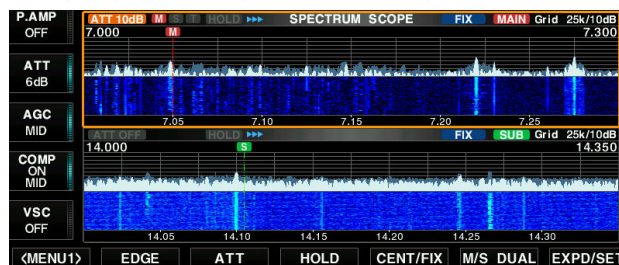 P.AMP
OFF
ATT
6dB
AGC
MID
COMP
ON
MID
VSC
OFF
ATT 10dB M S T HOLD SPECTRUM SCOPE FIX MAIN Grid 25k/10dB
7.000 M 7.300
7.05 7.10 7.15 7.20 7.25
ATT OFF HOLD FIX SUB Grid 25k/10dB
14.000 S 14.350
14.05 14.10 14.15 14.20 14.25 14.30
<MENU1> EDGE ATT HOLD CENT/FIX M/S DUAL EXPD/SET